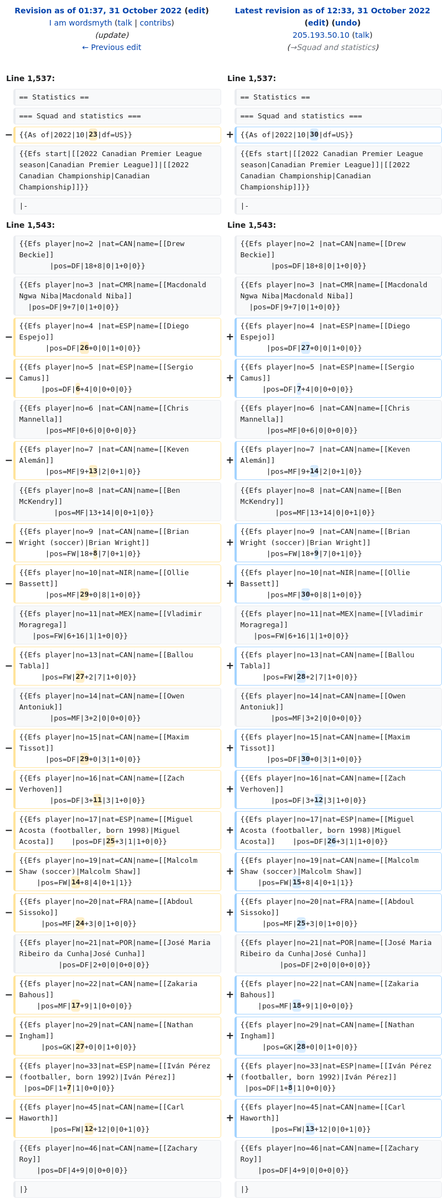 Revision as of 01:37, 31 October 2022 (edit)
I am wordsmyth (talk | contribs)
(update)
← Previous edit
Latest revision as of 12:33, 31 October 2022
(edit) (undo)
205.193.50.10 (talk)
(→Squad and statistics)
Line 1,537:
== Statistics ==
=== Squad and statistics ===
− {{As of|2022|10|23|df=US}}
{{Efs start|[[2022 Canadian Premier League
season|Canadian Premier League]]|[[2022
Canadian Championship|Canadian
Championship]]}}
|-
Line 1,543:
{{Efs player|no=2 |nat=CAN|name=[[Drew
Beckie]]
|pos=DF|18+8|0|1+0|0}}
{{Efs player|no=3 |nat=CMR|name=[[Macdonald
Ngwa Niba|Macdonald Niba]]
|pos=DF|9+7|0|1+0|0}}
− {{Efs player|no=4 |nat=ESP|name=[[Diego
Espejo]]
|pos=DF|26+0|0|1+0|0}}
− {{Efs player|no=5 |nat=ESP|name=[[Sergio
Camus]]
|pos=DF|6+4|0|0+0|0}}
{{Efs player|no=6 |nat=CAN|name=[[Chris
Mannella]]
|pos=MF|0+6|0|0+0|0}}
− {{Efs player|no=7 |nat=CAN|name=[[Keven
Alemán]]
|pos=MF|9+13|2|0+1|0}}
{{Efs player|no=8 |nat=CAN|name=[[Ben
McKendry]]
|pos=MF|13+14|0|0+1|0}}
− {{Efs player|no=9 |nat=CAN|name=[[Brian
Wright (soccer)|Brian Wright]]
|pos=FW|18+8|7|0+1|0}}
− {{Efs player|no=10|nat=NIR|name=[[Ollie
Bassett]]
|pos=MF|29+0|8|1+0|0}}
{{Efs player|no=11|nat=MEX|name=[[Vladimir
Moragrega]]
|pos=FW|6+16|1|1+0|0}}
− {{Efs player|no=13|nat=CAN|name=[[Ballou
Tabla]]
|pos=FW|27+2|7|1+0|0}}
{{Efs player|no=14|nat=CAN|name=[[Owen
Antoniuk]]
|pos=MF|3+2|0|0+0|0}}
− {{Efs player|no=15|nat=CAN|name=[[Maxim
Tissot]]
|pos=DF|29+0|3|1+0|0}}
− {{Efs player|no=16|nat=CAN|name=[[Zach
Verhoven]]
|pos=DF|3+11|3|1+0|0}}
− {{Efs player|no=17|nat=ESP|name=[[Miguel
Acosta (footballer, born 1998)|Miguel
Acosta]] |pos=DF|25+3|1|1+0|0}}
− {{Efs player|no=19|nat=CAN|name=[[Malcolm
Shaw (soccer)|Malcolm Shaw]]
|pos=FW|14+8|4|0+1|1}}
− {{Efs player|no=20|nat=FRA|name=[[Abdoul
Sissoko]]
|pos=MF|24+3|0|1+0|0}}
{{Efs player|no=21|nat=POR|name=[[José Maria
Ribeiro da Cunha|José Cunha]]
|pos=DF|2+0|0|0+0|0}}
− {{Efs player|no=22|nat=CAN|name=[[Zakaria
Bahous]]
|pos=MF|17+9|1|0+0|0}}
− {{Efs player|no=29|nat=CAN|name=[[Nathan
Ingham]]
|pos=GK|27+0|0|1+0|0}}
− {{Efs player|no=33|nat=ESP|name=[[Iván Pérez
(footballer, born 1992)|Iván Pérez]]
|pos=DF|1+7|1|0+0|0}}
− {{Efs player|no=45|nat=CAN|name=[[Carl
Haworth]]
|pos=FW|12+12|0|0+1|0}}
{{Efs player|no=46|nat=CAN|name=[[Zachary
Roy]]
|pos=DF|4+9|0|0+0|0}}
|}
Line 1,537:
== Statistics ==
=== Squad and statistics ===
+ {{As of|2022|10|30|df=US}}
{{Efs start|[[2022 Canadian Premier League
season|Canadian Premier League]]|[[2022
Canadian Championship|Canadian
Championship]]}}
|-
Line 1,543:
{{Efs player|no=2 |nat=CAN|name=[[Drew
Beckie]]
|pos=DF|18+8|0|1+0|0}}
{{Efs player|no=3 |nat=CMR|name=[[Macdonald
Ngwa Niba|Macdonald Niba]]
|pos=DF|9+7|0|1+0|0}}
+ {{Efs player|no=4 |nat=ESP|name=[[Diego
Espejo]]
|pos=DF|27+0|0|1+0|0}}
+ {{Efs player|no=5 |nat=ESP|name=[[Sergio
Camus]]
|pos=DF|7+4|0|0+0|0}}
{{Efs player|no=6 |nat=CAN|name=[[Chris
Mannella]]
|pos=MF|0+6|0|0+0|0}}
+ {{Efs player|no=7 |nat=CAN|name=[[Keven
Alemán]]
|pos=MF|9+14|2|0+1|0}}
{{Efs player|no=8 |nat=CAN|name=[[Ben
McKendry]]
|pos=MF|13+14|0|0+1|0}}
+ {{Efs player|no=9 |nat=CAN|name=[[Brian
Wright (soccer)|Brian Wright]]
|pos=FW|18+9|7|0+1|0}}
+ {{Efs player|no=10|nat=NIR|name=[[Ollie
Bassett]]
|pos=MF|30+0|8|1+0|0}}
{{Efs player|no=11|nat=MEX|name=[[Vladimir
Moragrega]]
|pos=FW|6+16|1|1+0|0}}
+ {{Efs player|no=13|nat=CAN|name=[[Ballou
Tabla]]
|pos=FW|28+2|7|1+0|0}}
{{Efs player|no=14|nat=CAN|name=[[Owen
Antoniuk]]
|pos=MF|3+2|0|0+0|0}}
+ {{Efs player|no=15|nat=CAN|name=[[Maxim
Tissot]]
|pos=DF|30+0|3|1+0|0}}
+ {{Efs player|no=16|nat=CAN|name=[[Zach
Verhoven]]
|pos=DF|3+12|3|1+0|0}}
+ {{Efs player|no=17|nat=ESP|name=[[Miguel
Acosta (footballer, born 1998)|Miguel
Acosta]] |pos=DF|26+3|1|1+0|0}}
+ {{Efs player|no=19|nat=CAN|name=[[Malcolm
Shaw (soccer)|Malcolm Shaw]]
|pos=FW|15+8|4|0+1|1}}
+ {{Efs player|no=20|nat=FRA|name=[[Abdoul
Sissoko]]
|pos=MF|25+3|0|1+0|0}}
{{Efs player|no=21|nat=POR|name=[[José Maria
Ribeiro da Cunha|José Cunha]]
|pos=DF|2+0|0|0+0|0}}
+ {{Efs player|no=22|nat=CAN|name=[[Zakaria
Bahous]]
|pos=MF|18+9|1|0+0|0}}
+ {{Efs player|no=29|nat=CAN|name=[[Nathan
Ingham]]
|pos=GK|28+0|0|1+0|0}}
+ {{Efs player|no=33|nat=ESP|name=[[Iván Pérez
(footballer, born 1992)|Iván Pérez]]
|pos=DF|1+8|1|0+0|0}}
+ {{Efs player|no=45|nat=CAN|name=[[Carl
Haworth]]
|pos=FW|13+12|0|0+1|0}}
{{Efs player|no=46|nat=CAN|name=[[Zachary
Roy]]
|pos=DF|4+9|0|0+0|0}}
|}